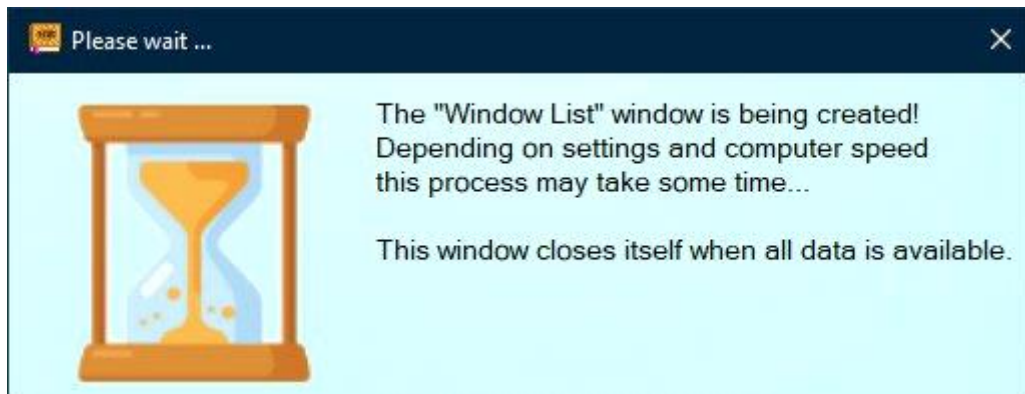 Please wait ...
The "Window List" window is being created!
Depending on settings and computer speed
this process may take some time...
This window closes itself when all data is available.